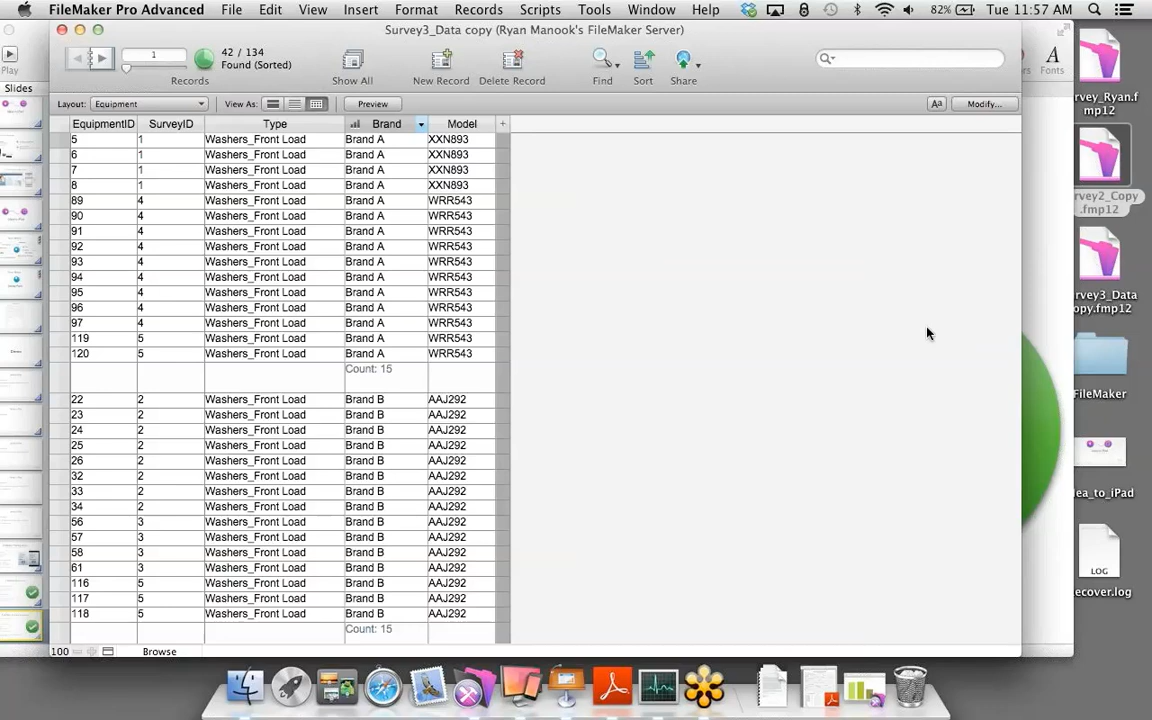 FileMaker Pro Advanced File Edit View Insert Format Records Scripts Tools Window Help 82% Tue 11:57 AM
Survey3_Data copy (Ryan Manook's FileMaker Server)
Play
Slides
1
42 / 134
Found (Sorted)
Records
Show All
New Record
Delete Record
Find
Sort
Share
Fonts
Layout: Equipment View As: Preview Aa Modify...
EquipmentID SurveyID Type Brand Model +
5 1 Washers_Front Load Brand A XXN893
6 1 Washers_Front Load Brand A XXN893
7 1 Washers_Front Load Brand A XXN893
8 1 Washers_Front Load Brand A XXN893
89 4 Washers_Front Load Brand A WRR543
90 4 Washers_Front Load Brand A WRR543
91 4 Washers_Front Load Brand A WRR543
92 4 Washers_Front Load Brand A WRR543
93 4 Washers_Front Load Brand A WRR543
94 4 Washers_Front Load Brand A WRR543
95 4 Washers_Front Load Brand A WRR543
96 4 Washers_Front Load Brand A WRR543
97 4 Washers_Front Load Brand A WRR543
119 5 Washers_Front Load Brand A WRR543
120 5 Washers_Front Load Brand A WRR543
Count: 15
22 2 Washers_Front Load Brand B AAJ292
23 2 Washers_Front Load Brand B AAJ292
24 2 Washers_Front Load Brand B AAJ292
25 2 Washers_Front Load Brand B AAJ292
26 2 Washers_Front Load Brand B AAJ292
32 2 Washers_Front Load Brand B AAJ292
33 2 Washers_Front Load Brand B AAJ292
34 2 Washers_Front Load Brand B AAJ292
56 3 Washers_Front Load Brand B AAJ292
57 3 Washers_Front Load Brand B AAJ292
58 3 Washers_Front Load Brand B AAJ292
61 3 Washers_Front Load Brand B AAJ292
116 5 Washers_Front Load Brand B AAJ292
117 5 Washers_Front Load Brand B AAJ292
118 5 Washers_Front Load Brand B AAJ292
Count: 15
100 Browse
rvey_Ryan.f
mp12
rvey2_Copy
.fmp12
rvey3_Data
opy.fmp12
FileMaker
dea_to_iPad
LOG
ecover.log